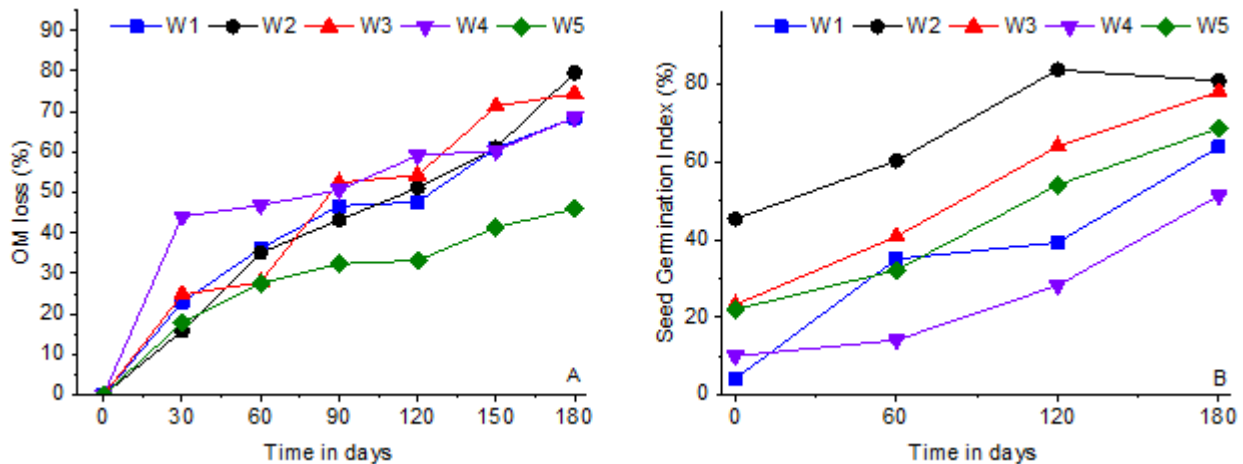 W1 W2 W3 W4 W5
90
80
70
60
50
40
30
20
10
0
OM loss (%)
A
0 30 60 90 120 150 180
Time in days
W1 W2 W3 W4 W5
80
60
40
20
0
Seed Germination Index (%)
B
0 60 120 180
Time in days